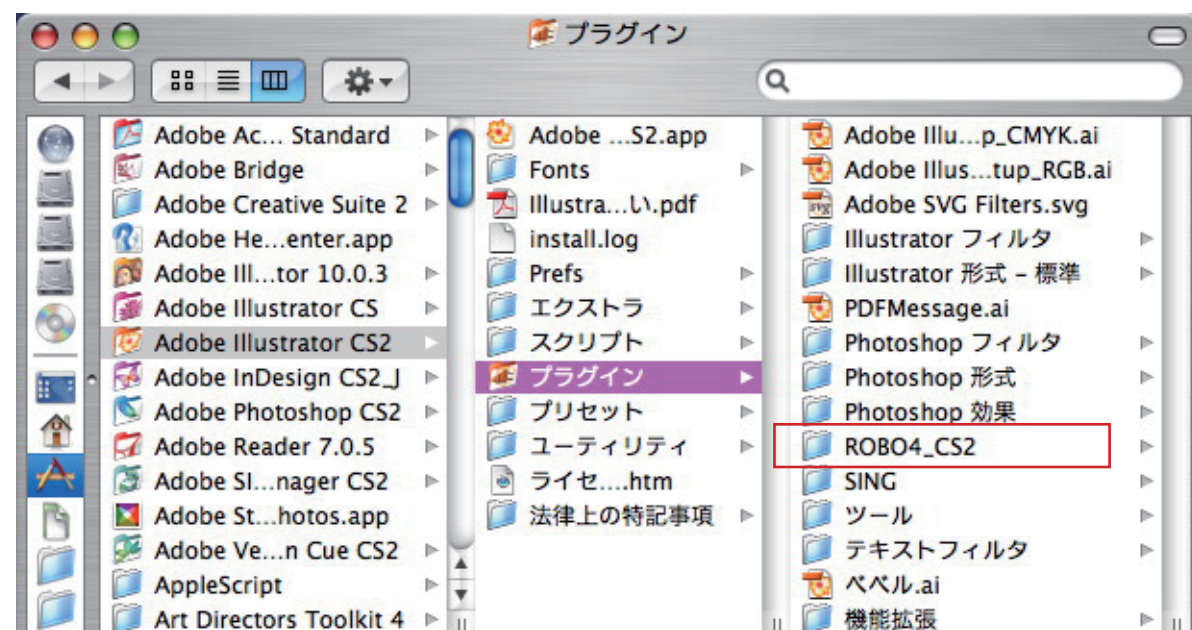 プラグイン
Adobe Ac... Standard
Adobe Bridge
Adobe Creative Suite 2
Adobe He...enter.app
Adobe Ill...tor 10.0.3
Adobe Illustrator CS
Adobe Illustrator CS2
Adobe InDesign CS2_J
Adobe Photoshop CS2
Adobe Reader 7.0.5
Adobe SI...nager CS2
Adobe St...hotos.app
Adobe Ve...n Cue CS2
AppleScript
Art Directors Toolkit 4
Adobe ...S2.app
Fonts
Illustra...い.pdf
install.log
Prefs
エクストラ
スクリプト
プラグイン
プリセット
ユーティリティ
ライセ....htm
法律上の特記事項
Adobe Illu...p_CMYK.ai
Adobe Illus...tup_RGB.ai
Adobe SVG Filters.svg
Illustrator フィルタ
Illustrator 形式 – 標準
PDFMessage.ai
Photoshop フィルタ
Photoshop 形式
Photoshop 効果
ROBO4_CS2
SING
ツール
テキストフィルタ
ベベル.ai
機能拡張